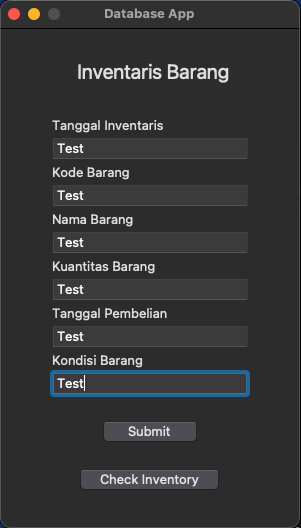 Database App
Inventaris Barang
Tanggal Inventaris
Test
Kode Barang
Test
Nama Barang
Test
Kuantitas Barang
Test
Tanggal Pembelian
Test
Kondisi Barang
Test
Submit
Check Inventory